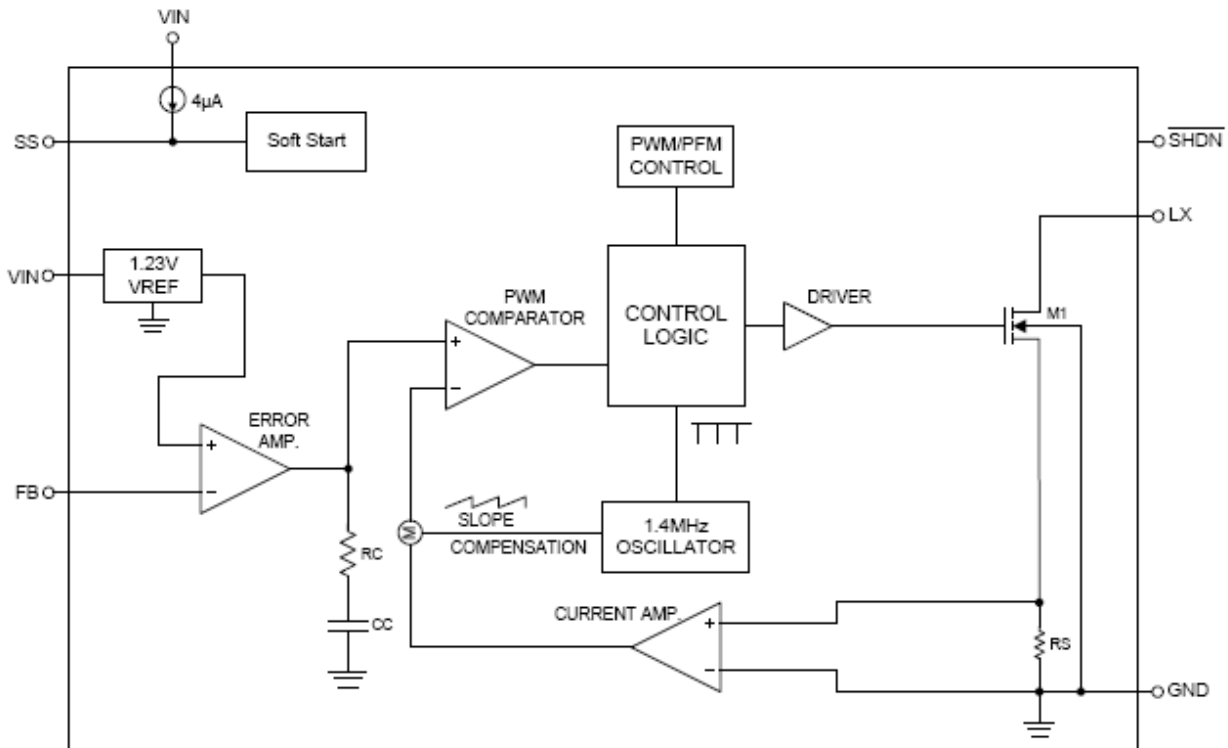 VIN
4µA
SS
Soft Start
PWM/PFM
CONTROL
SHDN
LX
VIN
1.23V
VREF
PWM
COMPARATOR
+
−
CONTROL
LOGIC
DRIVER
M1
ERROR
AMP.
+
−
FB
SLOPE
COMPENSATION
M
1.4MHz
OSCILLATOR
RC
CC
CURRENT AMP.
+
−
RS
GND